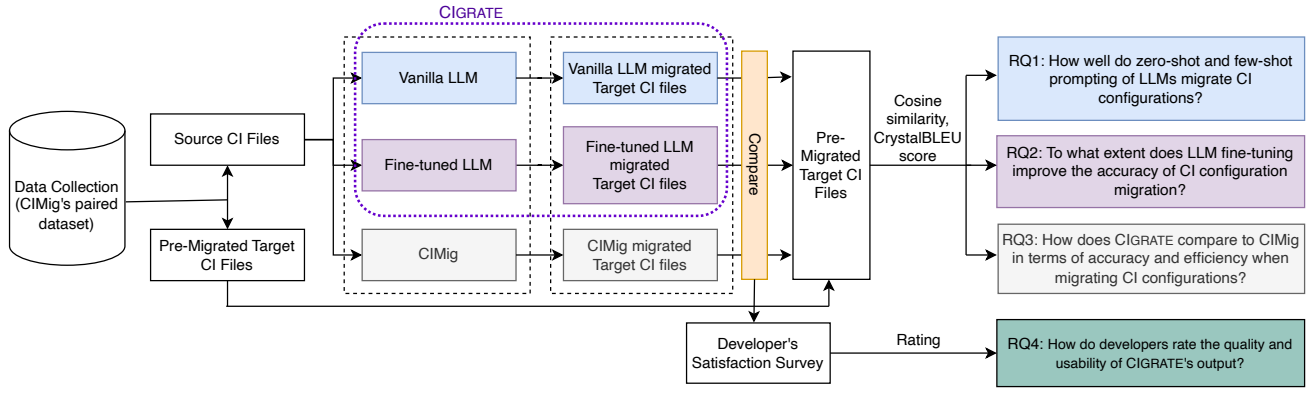 CIGRATE
Data Collection
(CIMig's paired
dataset)
Source CI Files
Pre-Migrated Target
CI Files
Vanilla LLM
Fine-tuned LLM
CIMig
Vanilla LLM migrated
Target CI files
Fine-tuned LLM
migrated
Target CI files
CIMig migrated
Target CI files
Compare
Pre-
Migrated
Target CI
Files
Cosine
similarity,
CrystalBLEU
score
RQ1: How well do zero-shot and few-shot
prompting of LLMs migrate CI
configurations?
RQ2: To what extent does LLM fine-tuning
improve the accuracy of CI configuration
migration?
RQ3: How does CIGRATE compare to CIMig
in terms of accuracy and efficiency when
migrating CI configurations?
Developer's
Satisfaction Survey
Rating
RQ4: How do developers rate the quality and
usability of CIGRATE's output?